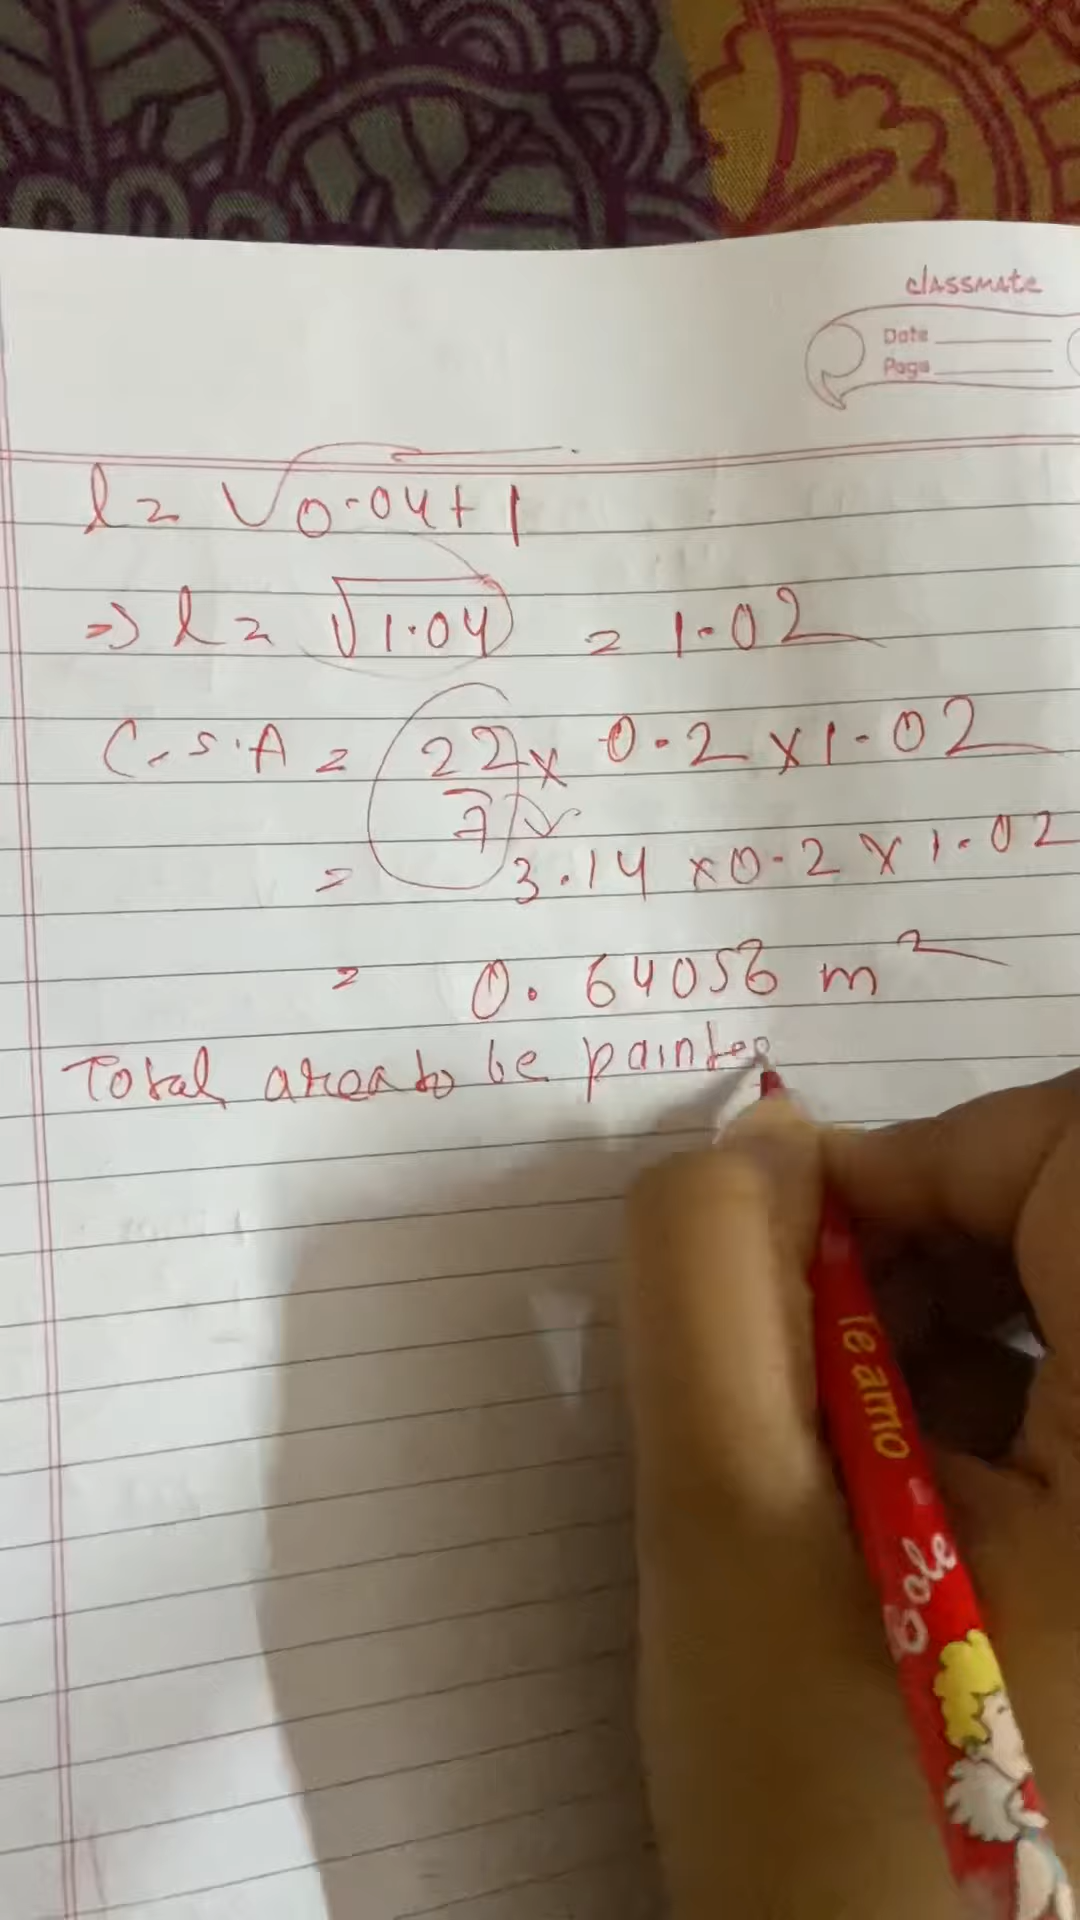 classmate
Date
Page
l = √0.04+1
⇒ l = √1.04 = 1.02
C.S.A = 22/7 × 0.2 × 1.02
= 3.14 × 0.2 × 1.02
= 0.64056 m²
Total area to be painte
Te amo